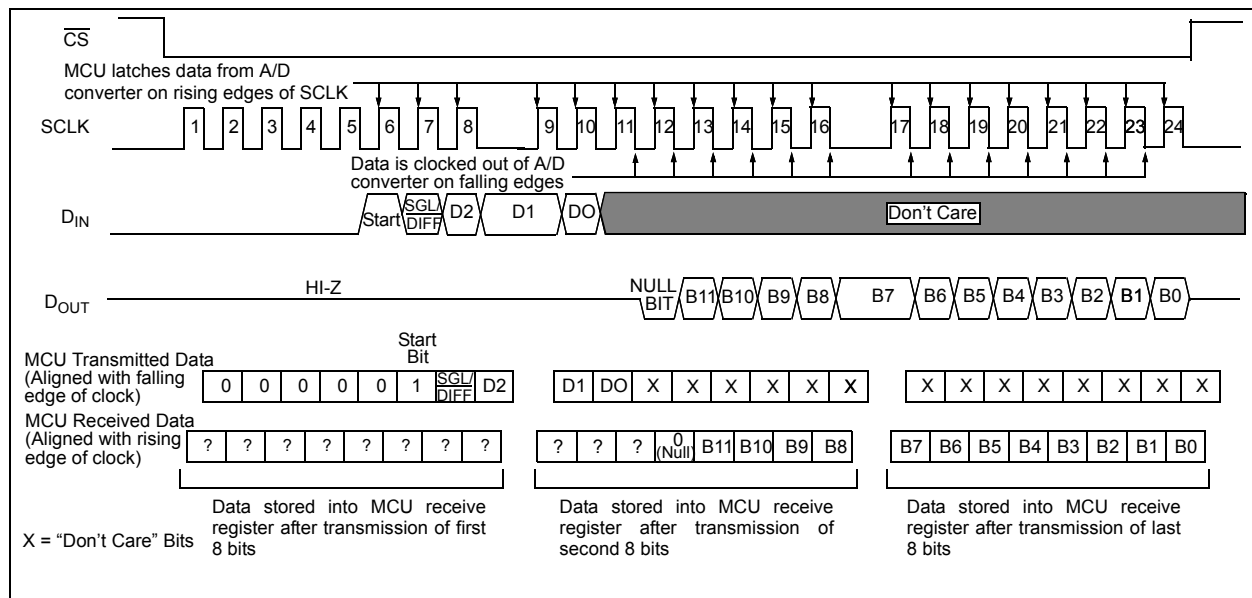 CS
MCU latches data from A/D
converter on rising edges of SCLK
SCLK
1 2 3 4 5 6 7 8 9 10 11 12 13 14 15 16 17 18 19 20 21 22 23 24
Data is clocked out of A/D
converter on falling edges
DIN
Start SGL/DIFF D2 D1 DO Don't Care
DOUT
HI-Z
NULL BIT B11 B10 B9 B8 B7 B6 B5 B4 B3 B2 B1 B0
Start
Bit
MCU Transmitted Data
(Aligned with falling
edge of clock)
0 0 0 0 0 1 SGL/DIFF D2 D1 DO X X X X X X X X X X X X X X
MCU Received Data
(Aligned with rising
edge of clock)
? ? ? ? ? ? ? ? ? ? ? 0 (Null) B11 B10 B9 B8 B7 B6 B5 B4 B3 B2 B1 B0
Data stored into MCU receive
register after transmission of first
8 bits
Data stored into MCU receive
register after transmission of
second 8 bits
Data stored into MCU receive
register after transmission of last
8 bits
X = “Don't Care” Bits